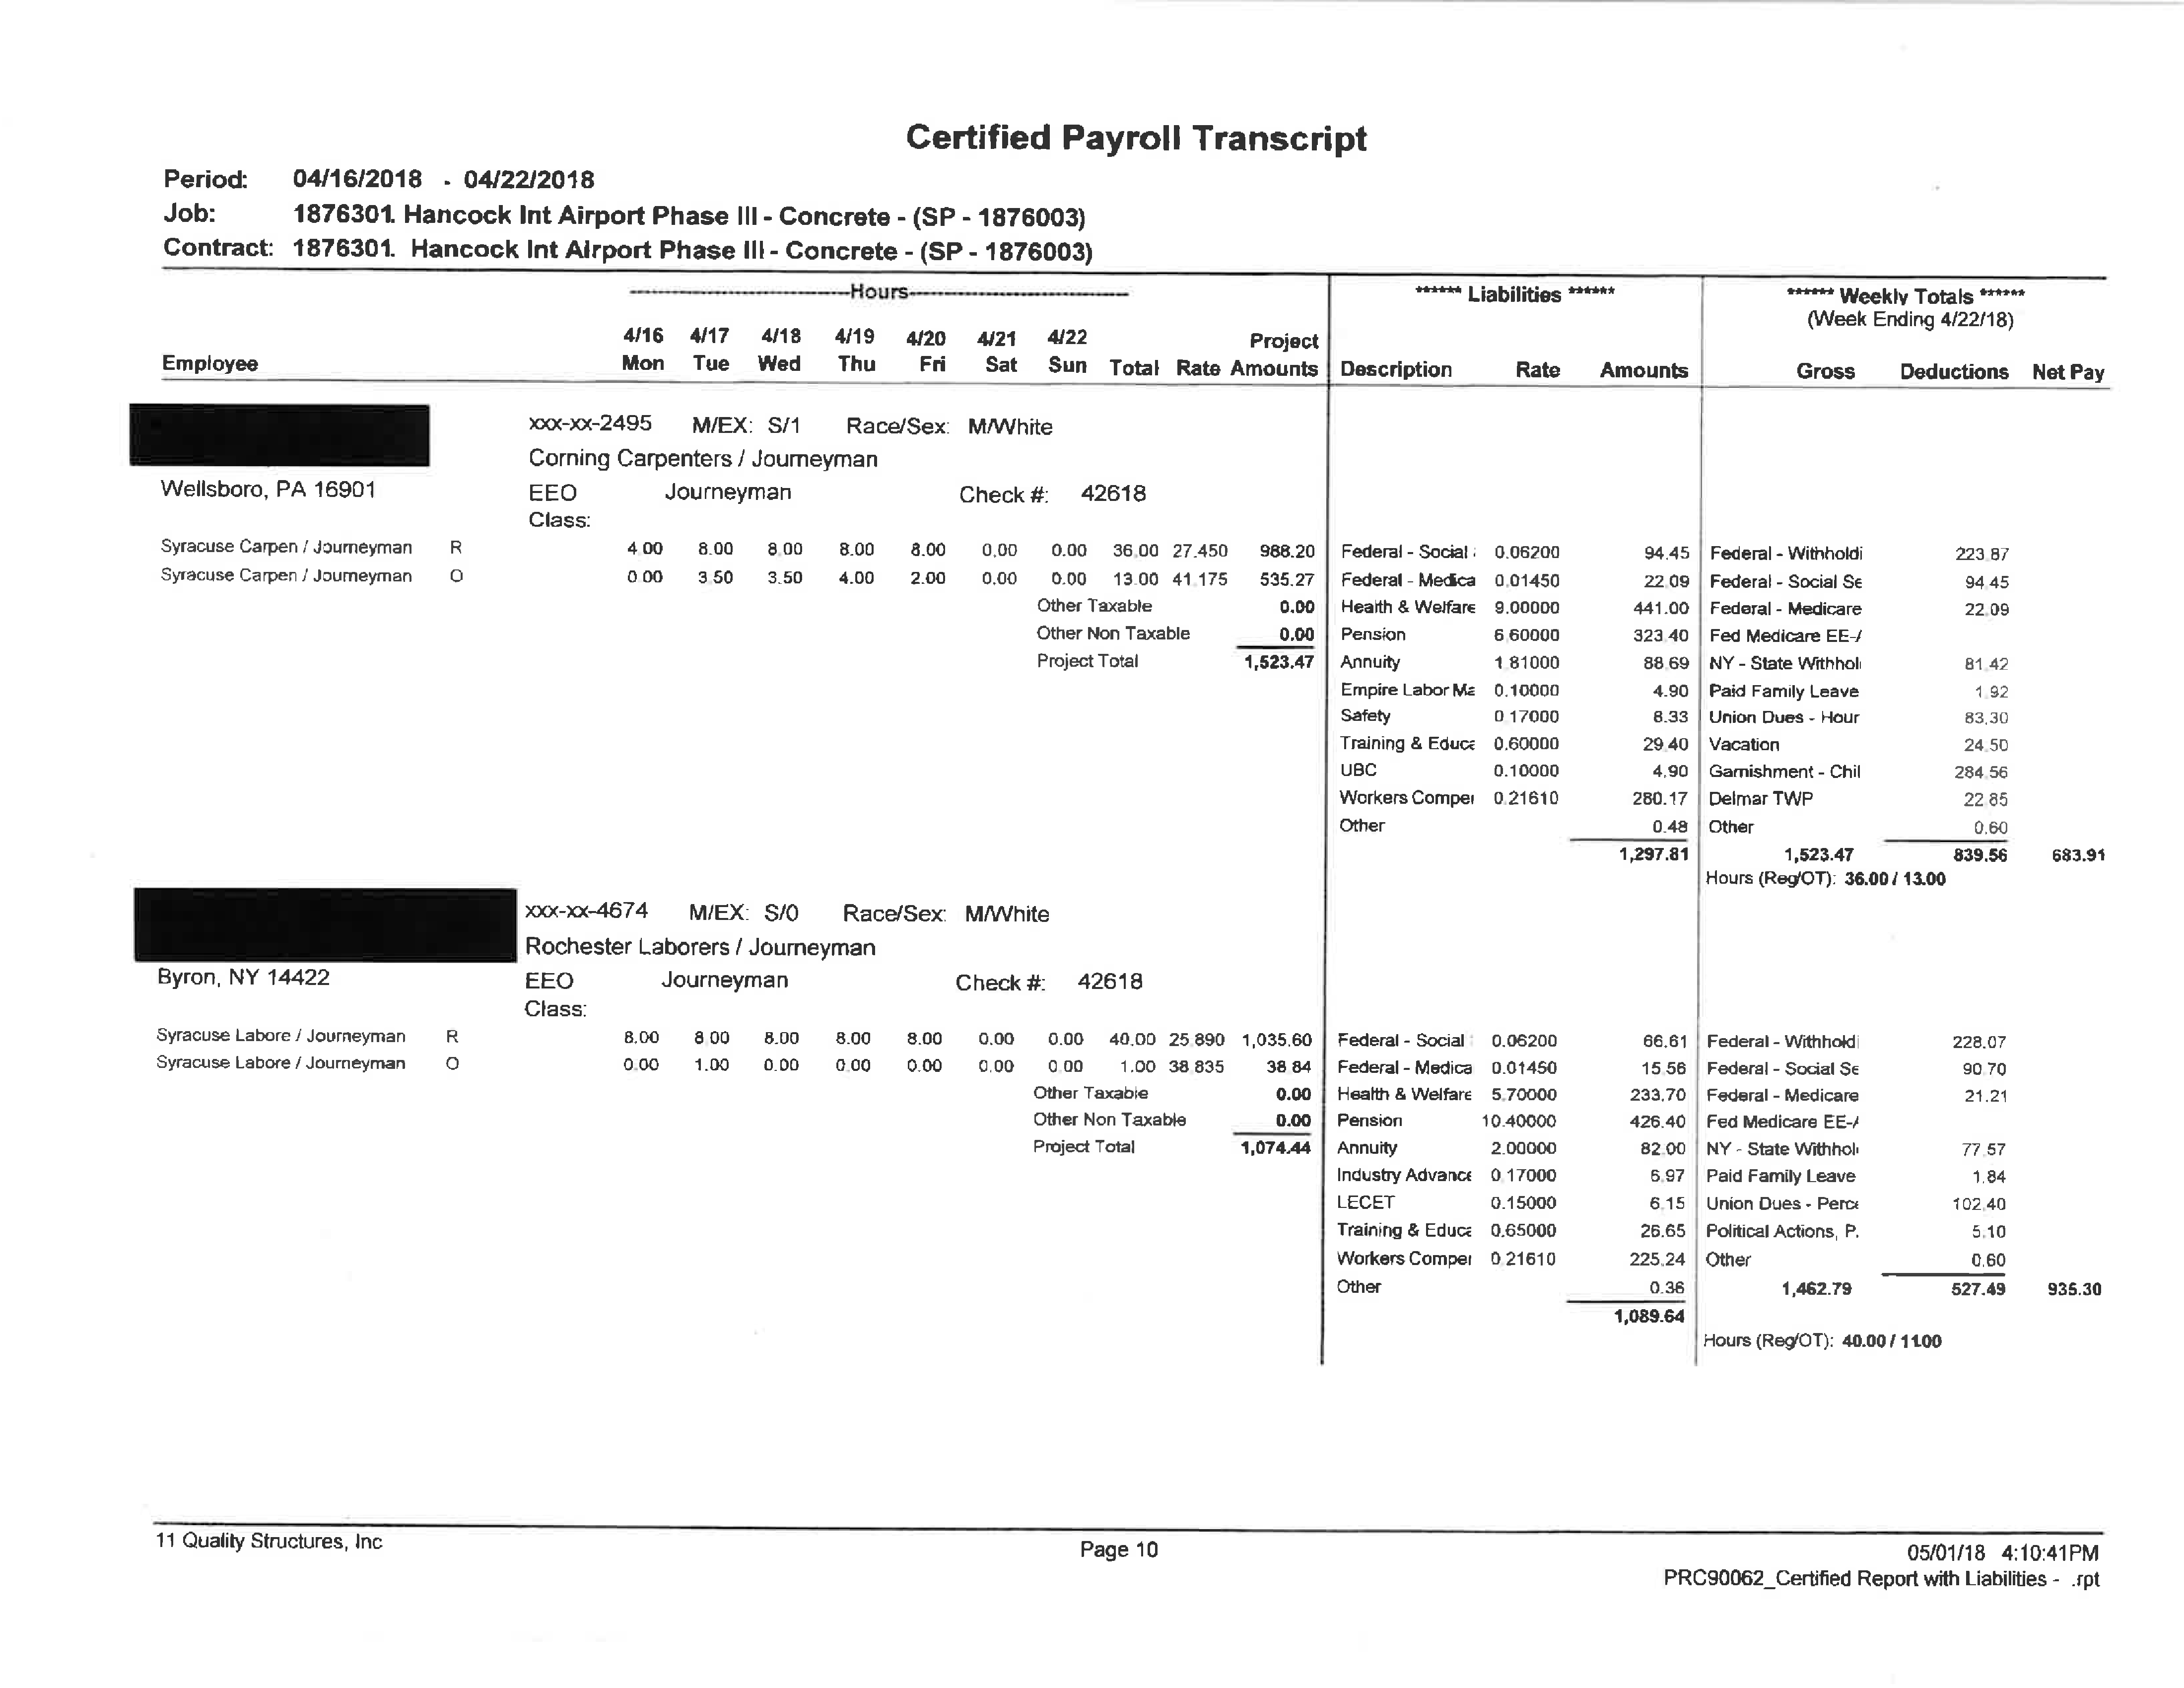 Certified Payroll Transcript
Period: 04/16/2018 - 04/22/2018
Job: 1876301. Hancock Int Airport Phase III - Concrete - (SP - 1876003)
Contract: 1876301. Hancock Int Airport Phase III - Concrete - (SP - 1876003)
Hours
****** Liabilities ******
****** Weekly Totals ******
(Week Ending 4/22/18)
4/16 4/17 4/18 4/19 4/20 4/21 4/22 Project
Employee Mon Tue Wed Thu Fri Sat Sun Total Rate Amounts Description Rate Amounts Gross Deductions Net Pay
xxx-xx-2495 M/EX: S/1 Race/Sex: M/White
Corning Carpenters / Journeyman
Wellsboro, PA 16901 EEO Journeyman Check #: 42618
Class:
Syracuse Carpen / Journeyman R 4.00 8.00 8.00 8.00 8.00 0.00 0.00 36.00 27.450 988.20 Federal - Social 0.06200 94.45 Federal - Withholdi 223.87
Syracuse Carpen / Journeyman O 0.00 3.50 3.50 4.00 2.00 0.00 0.00 13.00 41.175 535.27 Federal - Medica 0.01450 22.09 Federal - Social Se 94.45
Other Taxable 0.00 Health & Welfare 9.00000 441.00 Federal - Medicare 22.09
Other Non Taxable 0.00 Pension 6.60000 323.40 Fed Medicare EE-/
Project Total 1,523.47 Annuity 1.81000 88.69 NY - State Withhol 81.42
Empire Labor Ma 0.10000 4.90 Paid Family Leave 1.92
Safety 0.17000 8.33 Union Dues - Hour 83.30
Training & Educa 0.60000 29.40 Vacation 24.50
UBC 0.10000 4.90 Garnishment - Chil 284.56
Workers Compe 0.21610 280.17 Delmar TWP 22.85
Other 0.48 Other 0.60
1,297.81 1,523.47 839.56 683.91
Hours (Reg/OT): 36.00 / 13.00
xxx-xx-4674 M/EX: S/0 Race/Sex: M/White
Rochester Laborers / Journeyman
Byron, NY 14422 EEO Journeyman Check #: 42618
Class:
Syracuse Labore / Journeyman R 8.00 8.00 8.00 8.00 8.00 0.00 0.00 40.00 25.890 1,035.60 Federal - Social 0.06200 66.61 Federal - Withholdi 228.07
Syracuse Labore / Journeyman O 0.00 1.00 0.00 0.00 0.00 0.00 0.00 1.00 38.835 38.84 Federal - Medica 0.01450 15.56 Federal - Social Se 90.70
Other Taxable 0.00 Health & Welfare 5.70000 233.70 Federal - Medicare 21.21
Other Non Taxable 0.00 Pension 10.40000 426.40 Fed Medicare EE-/
Project Total 1,074.44 Annuity 2.00000 82.00 NY - State Withhol 77.57
Industry Advance 0.17000 6.97 Paid Family Leave 1.84
LECET 0.15000 6.15 Union Dues - Perce 102.40
Training & Educa 0.65000 26.65 Political Actions, P. 5.10
Workers Compe 0.21610 225.24 Other 0.60
Other 0.36 1,462.79 527.49 935.30
1,089.64
Hours (Reg/OT): 40.00 / 11.00
11 Quality Structures, Inc Page 10 05/01/18 4:10:41PM
PRC90062_Certified Report with Liabilities - .rpt